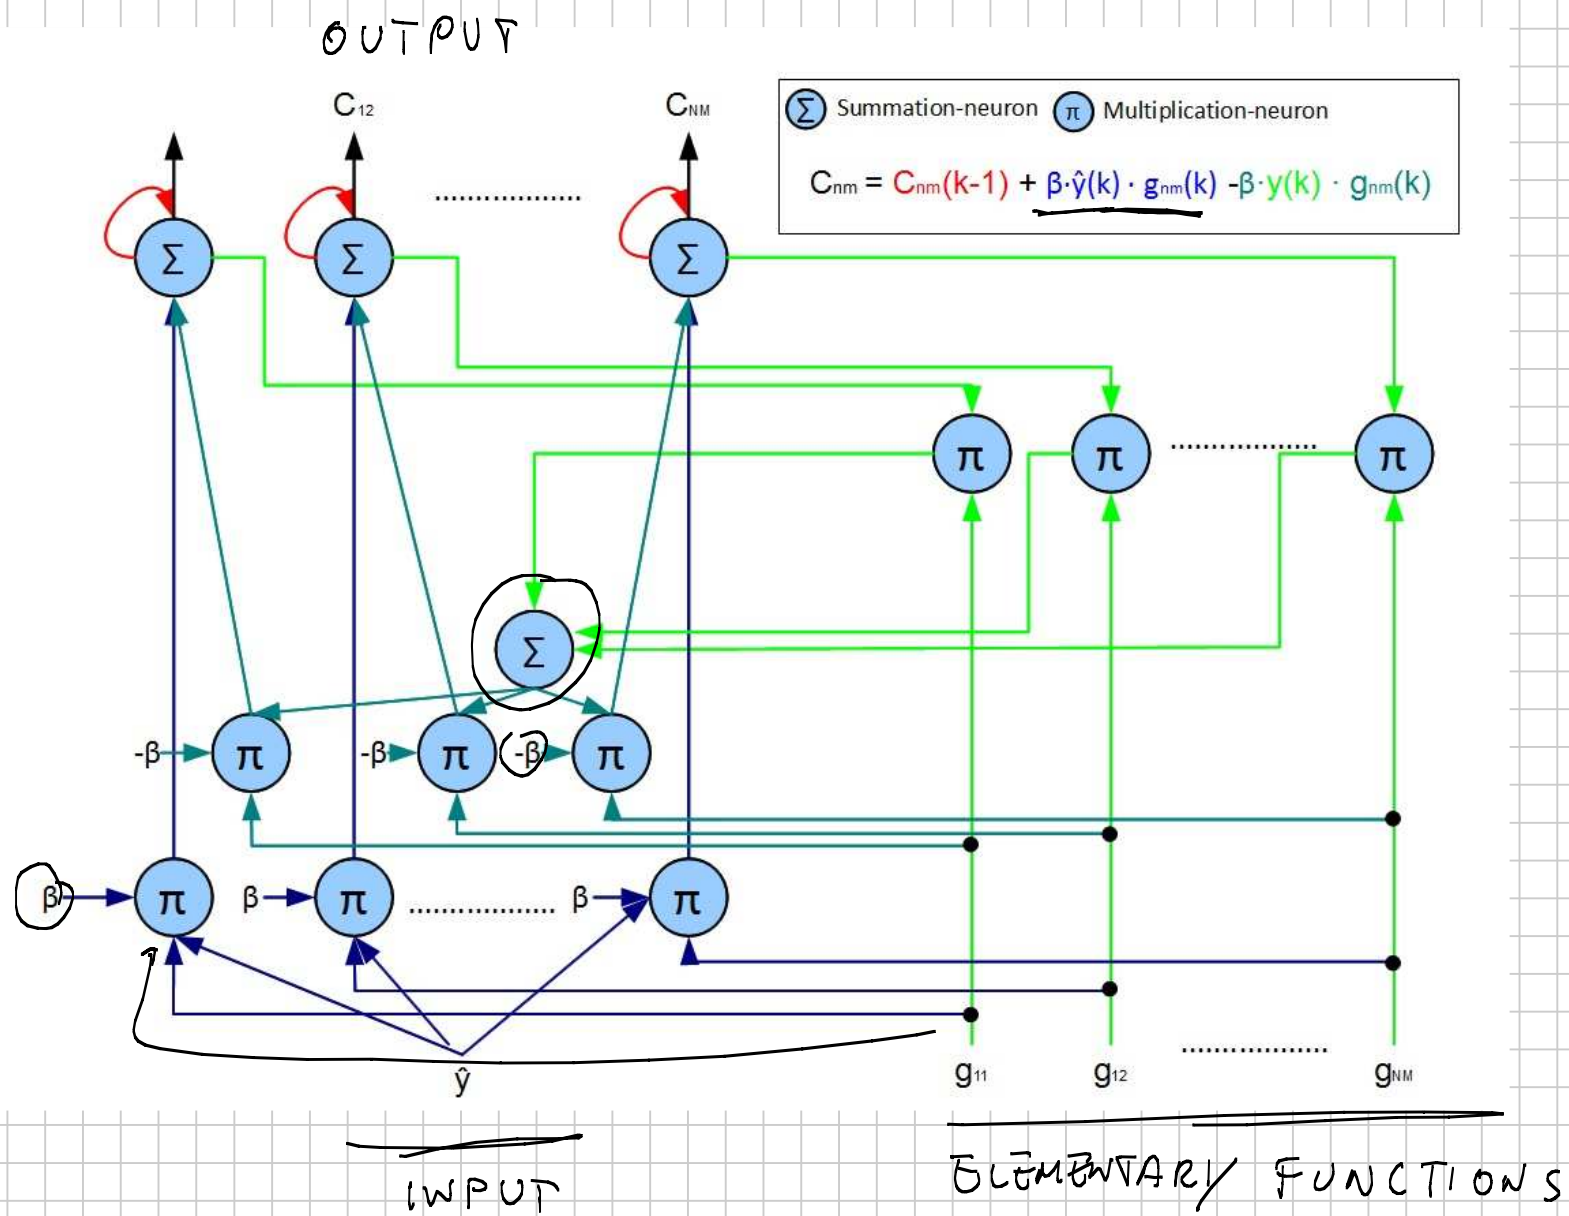 OUTPUT
C12 ................ CNM
Σ Summation-neuron π Multiplication-neuron
Cnm = Cnm(k-1) + β·ŷ(k) · gnm(k) -β·y(k) · gnm(k)
Σ Σ Σ
π π ................ π
Σ
-β π -β π -β π
β π β π ................ β π
ŷ g11 g12 ................ gNM
INPUT
ELEMENTARY FUNCTIONS